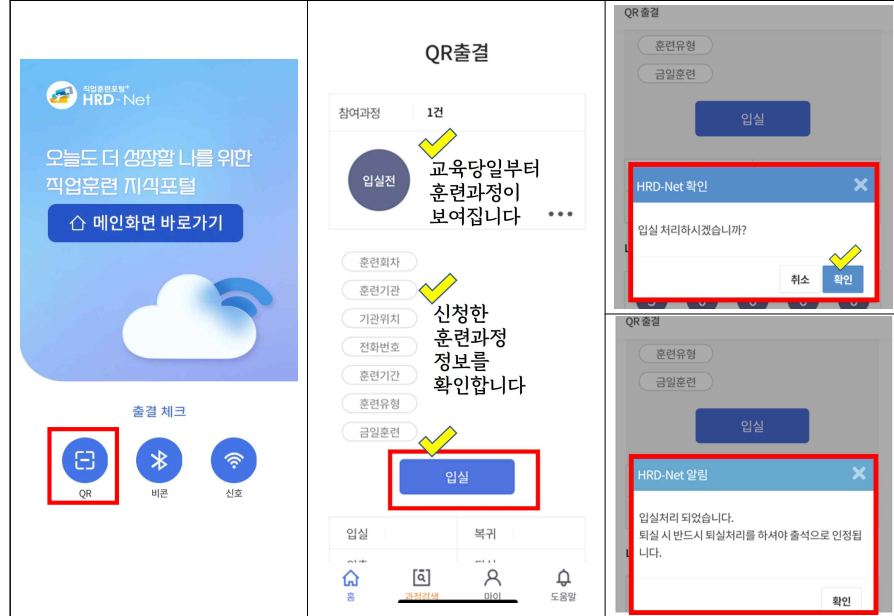 직업훈련포털+
HRD-Net
오늘도 더 성장할 나를 위한
직업훈련 지식포털
메인화면 바로가기
출결 체크
QR
비콘
신호
QR출결
참여과정
1건
입실전
교육당일부터
훈련과정이
보여집니다
훈련회차
훈련기관
기관위치
전화번호
훈련기간
훈련유형
금일훈련
신청한
훈련과정
정보를
확인합니다
입실
입실
복귀
홈
과정검색
마이
도움말
QR 출결
훈련유형
금일훈련
입실
HRD-Net 확인
입실 처리하시겠습니까?
취소
확인
QR 출결
훈련유형
금일훈련
입실
HRD-Net 알림
입실처리 되었습니다.
퇴실 시 반드시 퇴실처리를 하셔야 출석으로 인정됩
니다.
확인